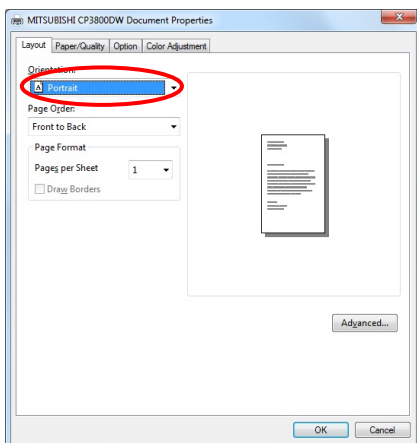 MITSUBISHI CP3800DW Document Properties
Layout Paper/Quality Option Color Adjustment
Orientation:
A Portrait
Page Order:
Front to Back
Page Format
Pages per Sheet 1
Draw Borders
Advanced...
OK Cancel